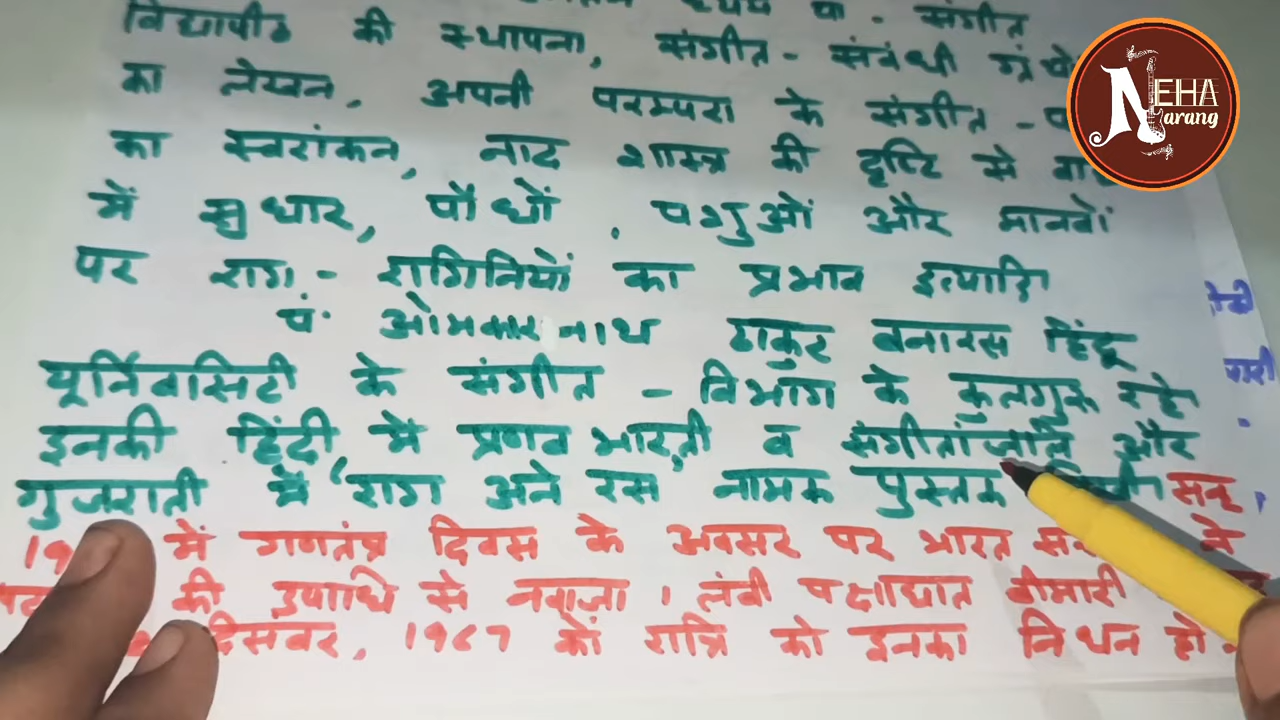 संगीत
विद्यापीठ की स्थापना, संगीत - संबंधी
का लेखन, अपनी परम्परा के संगीत -
का स्वरांकन, नाट्य शास्त्र की दृष्टि से
में सुधार, पौधों, पशुओं और मानवों
पर राग - रागिनियों का प्रभाव इत्यादि
पं. ओमकार नाथ ठाकुर बनारस हिंदू
यूनिवर्सिटी के संगीत - विभाग के कुलगुरू रहे
इनकी हिंदी में प्रणव भारती व संगीतांजलि और
गुजराती में 'राग अने रस' नामक पुस्तक सन्
में गणतंत्र दिवस के अवसर पर भारत ने
की उपाधि से नवाजा । लंबी पक्षाघात बीमारी
दिसंबर, 1967 कों रात्रि को इनका निधन हो
NEHA
Narang